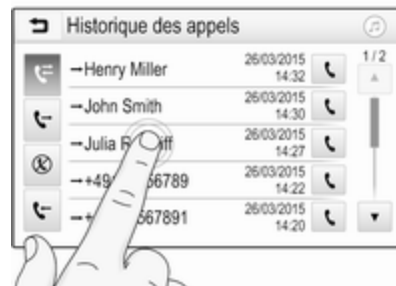 Historique des appels
→Henry Miller 26/03/2015 14:32
1/2
→John Smith 26/03/2015 14:30
→Julia 26/03/2015 14:27
26/03/2015 14:22
26/03/2015 14:20